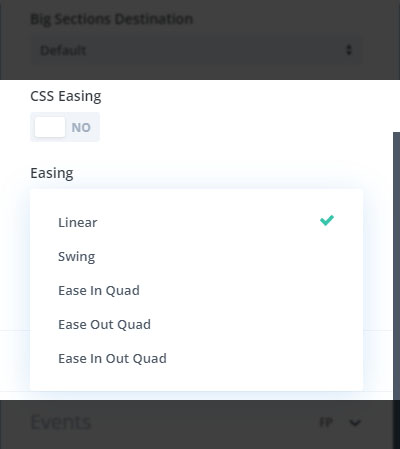 Big Sections Destination
Default
CSS Easing
NO
Easing
Linear
Swing
Ease In Quad
Ease Out Quad
Ease In Out Quad
Events FP